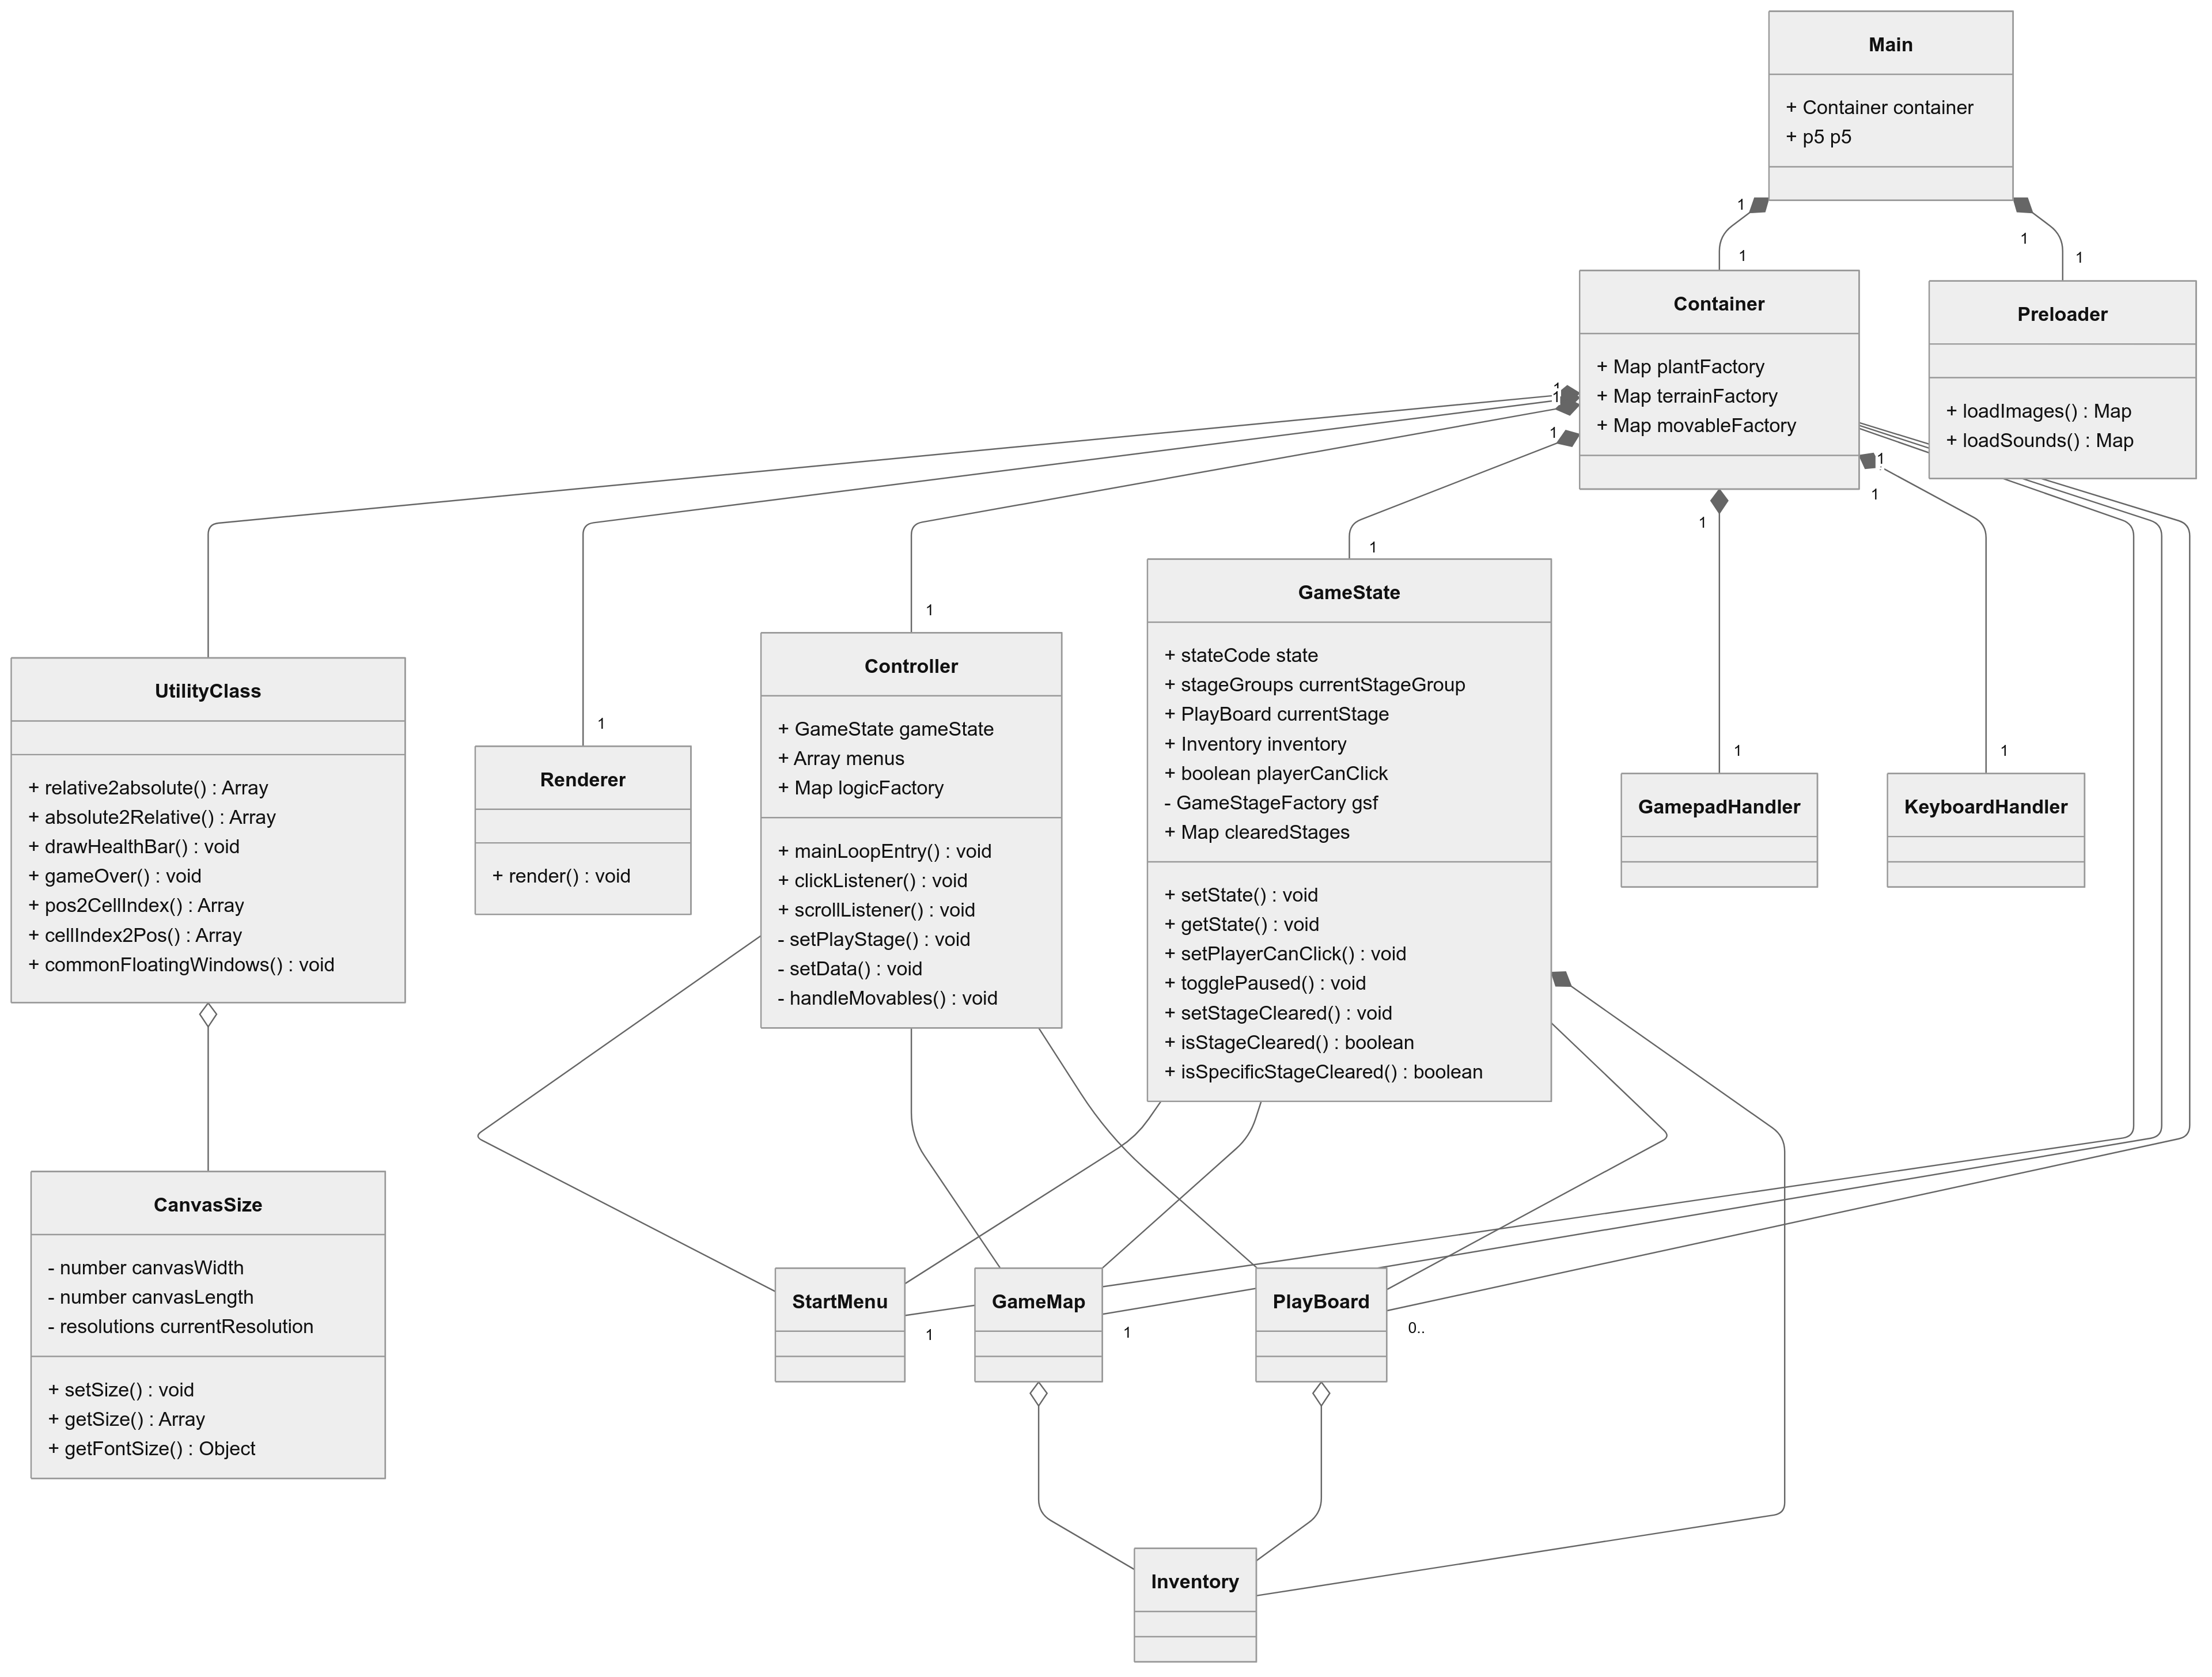 Main
+ Container container
+ p5 p5
1
1
1
1
Container
+ Map plantFactory
+ Map terrainFactory
+ Map movableFactory
Preloader
+ loadImages() : Map
+ loadSounds() : Map
1
1
1
1
1
1
1
1
1
1
1
1
UtilityClass
+ relative2absolute() : Array
+ absolute2Relative() : Array
+ drawHealthBar() : void
+ gameOver() : void
+ pos2CellIndex() : Array
+ cellIndex2Pos() : Array
+ commonFloatingWindows() : void
Renderer
+ render() : void
Controller
+ GameState gameState
+ Array menus
+ Map logicFactory
+ mainLoopEntry() : void
+ clickListener() : void
+ scrollListener() : void
- setPlayStage() : void
- setData() : void
- handleMovables() : void
GameState
+ stateCode state
+ stageGroups currentStageGroup
+ PlayBoard currentStage
+ Inventory inventory
+ boolean playerCanClick
- GameStageFactory gsf
+ Map clearedStages
+ setState() : void
+ getState() : void
+ setPlayerCanClick() : void
+ togglePaused() : void
+ setStageCleared() : void
+ isStageCleared() : boolean
+ isSpecificStageCleared() : boolean
GamepadHandler
KeyboardHandler
CanvasSize
- number canvasWidth
- number canvasLength
- resolutions currentResolution
+ setSize() : void
+ getSize() : Array
+ getFontSize() : Object
StartMenu
1
GameMap
1
PlayBoard
0..
Inventory